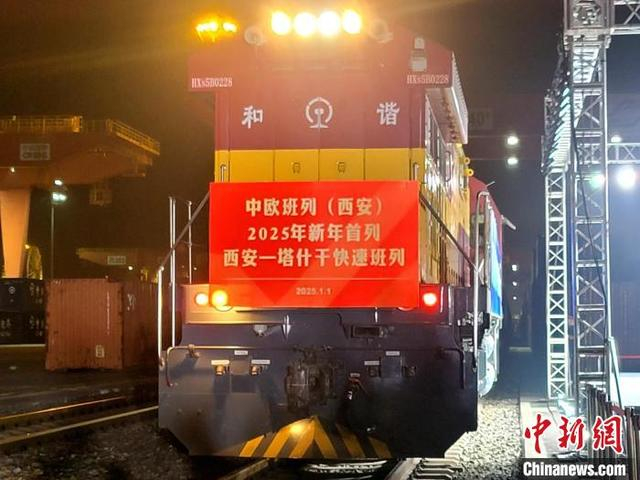 HXN5B0228
HXN5B0228
和 谐
中欧班列（西安）
2025年新年首列
西安—塔什干快速班列
2025.1.1
中新网
WWW.
Chinanews.com